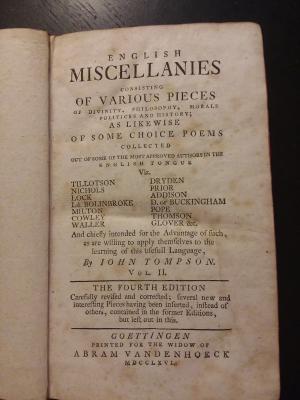 ENGLISH
MISCELLANIES
CONSISTING
OF VARIOUS PIECES
OF DIVINITY, PHILOSOPHY, MORALS
POLITICKS AND HISTORY;
AS LIKEWISE
OF SOME CHOICE POEMS
COLLECTED
OUT OF SOME OF THE MOST APPROVED AUTHORS IN THE
ENGLISH TONGUE
Viz.
TILLOTSON DRYDEN
NICHOLS PRIOR
LOCK ADDISON
Ld. BOLINBROKE D. OF BUCKINGHAM
MILTON POPE
COWLEY THOMSON
WALLER GLOVER &c.
And chiefly intended for the Advantage of such,
as are willing to apply themselves to the
learning of this usefull Language,
By JOHN TOMPSON.
VOL. II.
THE FOURTH EDITION
Carefully revised and corrected; several new and
interesting Pieces having been inserted, instead of
others, contained in the former Editions,
but left out in this.
GOETTINGEN
PRINTED FOR THE WIDOW OF
ABRAM VANDENHOECK
MDCCLXVI.